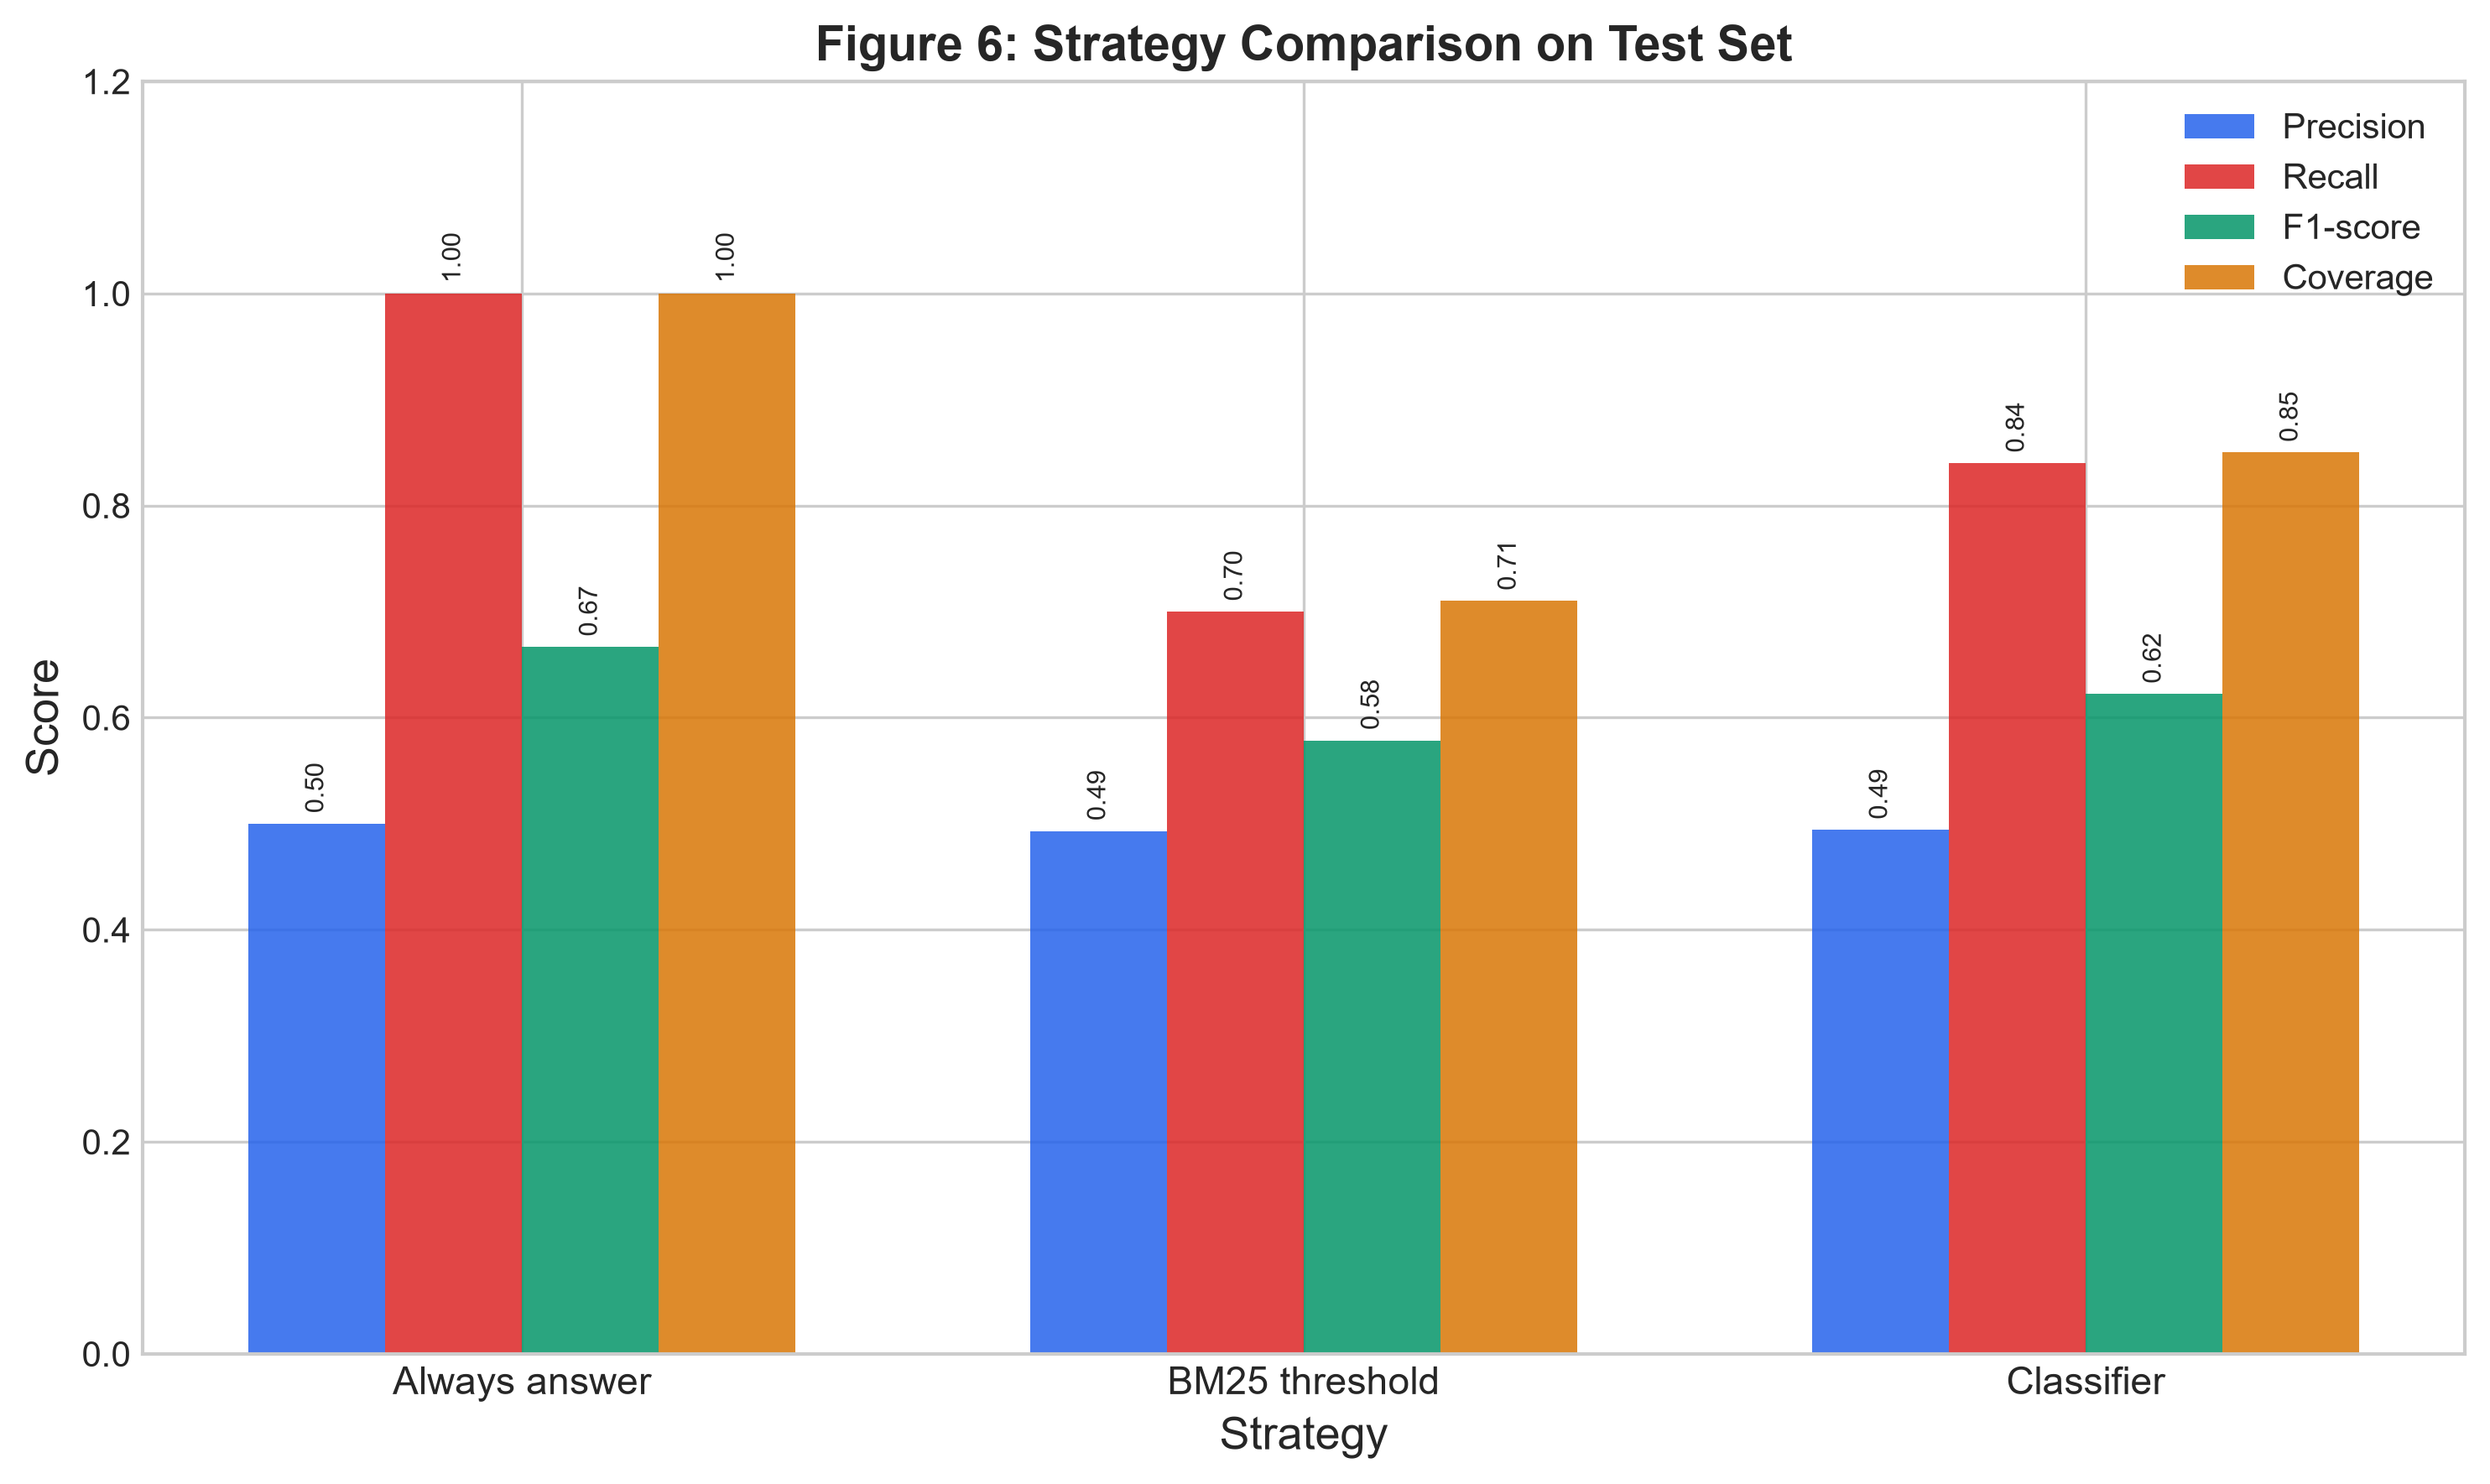 Figure 6: Strategy Comparison on Test Set
1.2
1.0
0.8
0.6
0.4
0.2
0.0
Score
Precision
Recall
F1-score
Coverage
0.50
1.00
0.67
1.00
0.49
0.70
0.58
0.71
0.49
0.84
0.62
0.85
Always answer
BM25 threshold
Classifier
Strategy